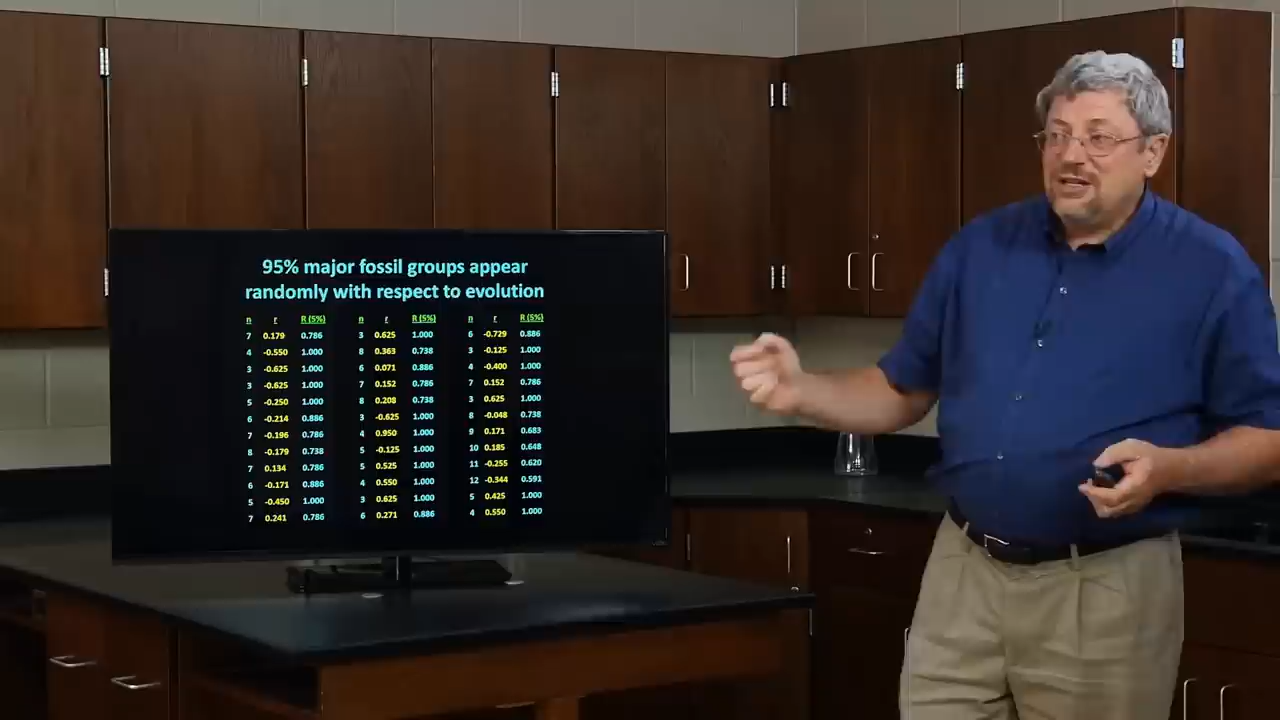 95% major fossil groups appear
randomly with respect to evolution
n r R (5%) n r R (5%) n r R (5%)
7 0.179 0.786 3 0.625 1.000 6 -0.729 0.886
4 -0.550 1.000 8 0.363 0.738 3 -0.125 1.000
3 -0.625 1.000 6 0.071 0.886 4 -0.400 1.000
3 -0.625 1.000 7 0.152 0.786 7 0.152 0.786
5 -0.250 1.000 8 0.208 0.738 3 0.625 1.000
6 -0.214 0.886 3 -0.625 1.000 8 -0.048 0.738
7 -0.196 0.786 4 0.950 1.000 9 0.171 0.683
8 -0.179 0.738 5 -0.125 1.000 10 0.185 0.648
7 0.134 0.786 5 0.525 1.000 11 -0.255 0.620
6 -0.171 0.886 4 0.550 1.000 12 -0.344 0.591
5 -0.450 1.000 3 0.625 1.000 5 0.425 1.000
7 0.241 0.786 6 0.271 0.886 4 0.550 1.000